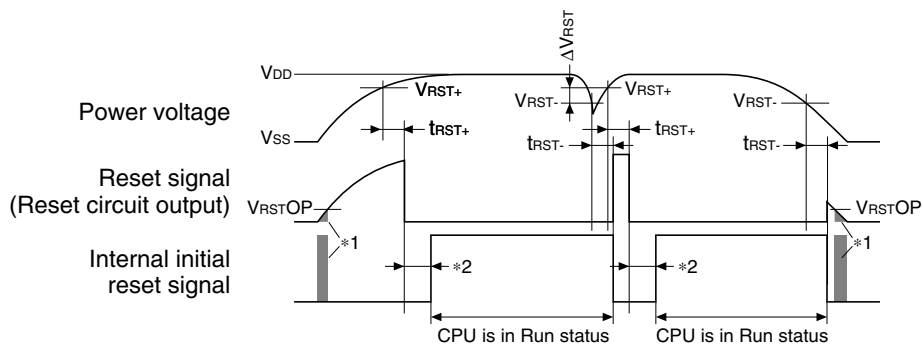 ΔVRST
VDD
VRST+
VRST-
VRST+
VRST-
Power voltage
VSS
tRST+
tRST-
tRST+
tRST-
Reset signal
(Reset circuit output)
VRSTOP
VRSTOP
*1
*1
Internal initial
reset signal
*2
*2
CPU is in Run status
CPU is in Run status